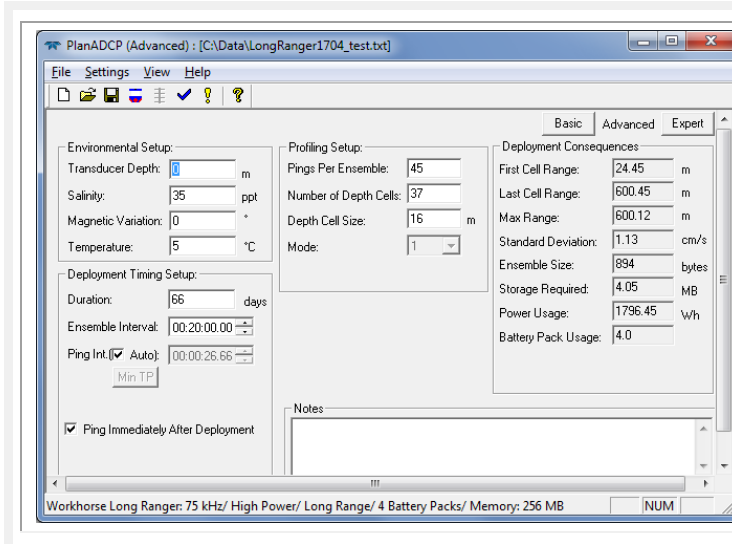 PlanADCP (Advanced) : [C:\Data\LongRanger1704_test.txt]
File Settings View Help
Basic Advanced Expert
Environmental Setup:
Transducer Depth: 0 m
Salinity: 35 ppt
Magnetic Variation: 0 °
Temperature: 5 °C
Profiling Setup:
Pings Per Ensemble: 45
Number of Depth Cells: 37
Depth Cell Size: 16 m
Mode: 1
Deployment Consequences
First Cell Range: 24.45 m
Last Cell Range: 600.45 m
Max Range: 600.12 m
Standard Deviation: 1.13 cm/s
Ensemble Size: 894 bytes
Storage Required: 4.05 MB
Power Usage: 1796.45 Wh
Battery Pack Usage: 4.0
Deployment Timing Setup:
Duration: 66 days
Ensemble Interval: 00:20:00.00
Ping Int.( Auto): 00:00:26.66
Min TP
Ping Immediately After Deployment
Notes
Workhorse Long Ranger: 75 kHz/ High Power/ Long Range/ 4 Battery Packs/ Memory: 256 MB NUM